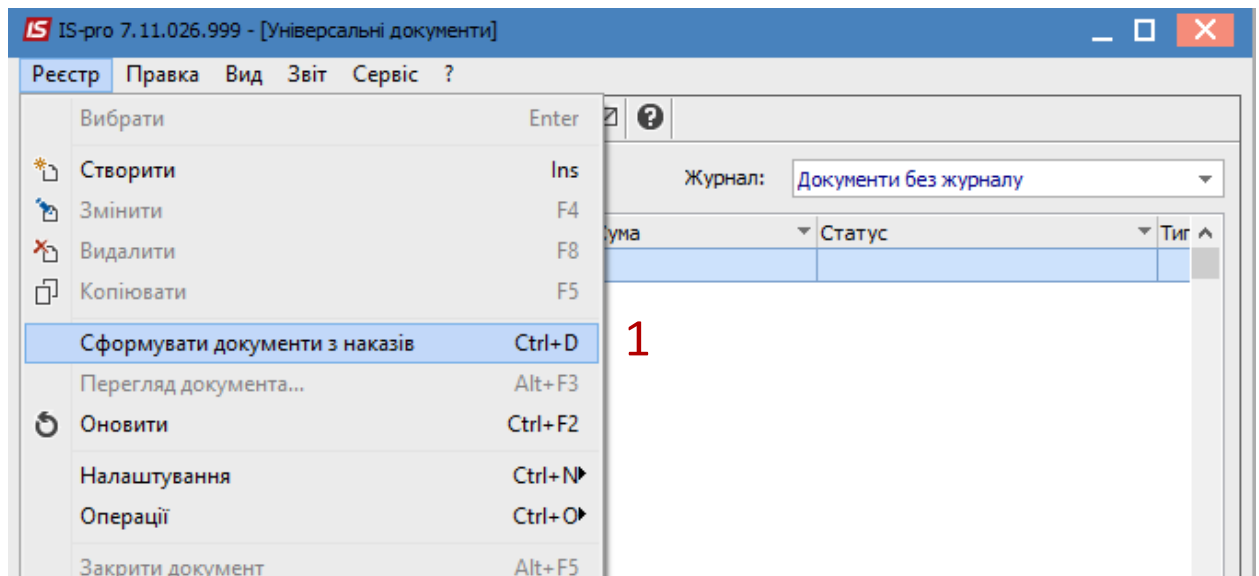 IS IS-pro 7.11.026.999 - [Універсальні документи]
Реєстр Правка Вид Звіт Сервіс ?
Вибрати Enter
Створити Ins
Журнал: Документи без журналу
Змінити F4
ума Статус Тип
Видалити F8
Копіювати F5
Сформувати документи з наказів Ctrl+D 1
Перегляд документа... Alt+F3
Оновити Ctrl+F2
Налаштування Ctrl+N
Операції Ctrl+O
Закрити документ Alt+F5